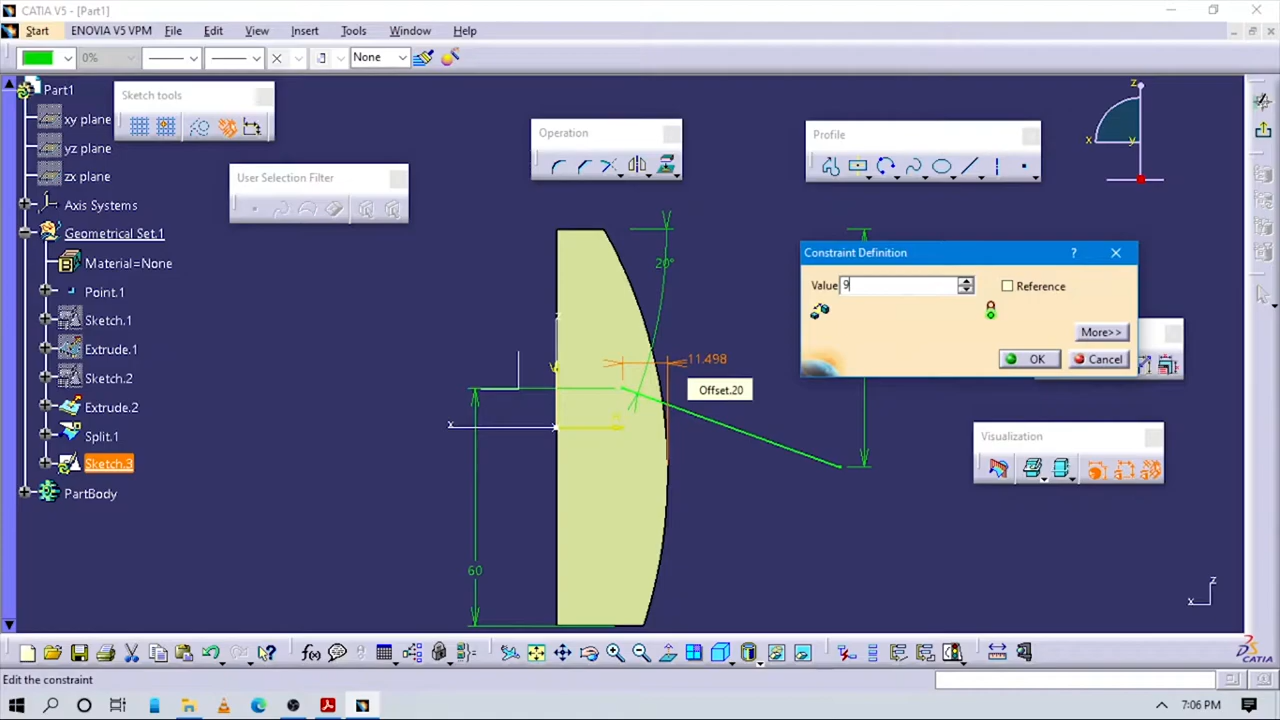 CATIA V5 - [Part1]
Start ENOVIA V5 VPM File Edit View Insert Tools Window Help
0% None
Part1
xy plane
yz plane
zx plane
Axis Systems
Geometrical Set.1
Material=None
Point.1
Sketch.1
Extrude.1
Sketch.2
Extrude.2
Split.1
Sketch.3
PartBody
Sketch tools
User Selection Filter
Operation
Profile
Constraint Definition ?
Value 9 Reference
More>>
OK Cancel
Visualization
20°
11.498
Offset.20
60
z
x y
x
z
x
f(x)
CATIA
Edit the constraint
7:06 PM